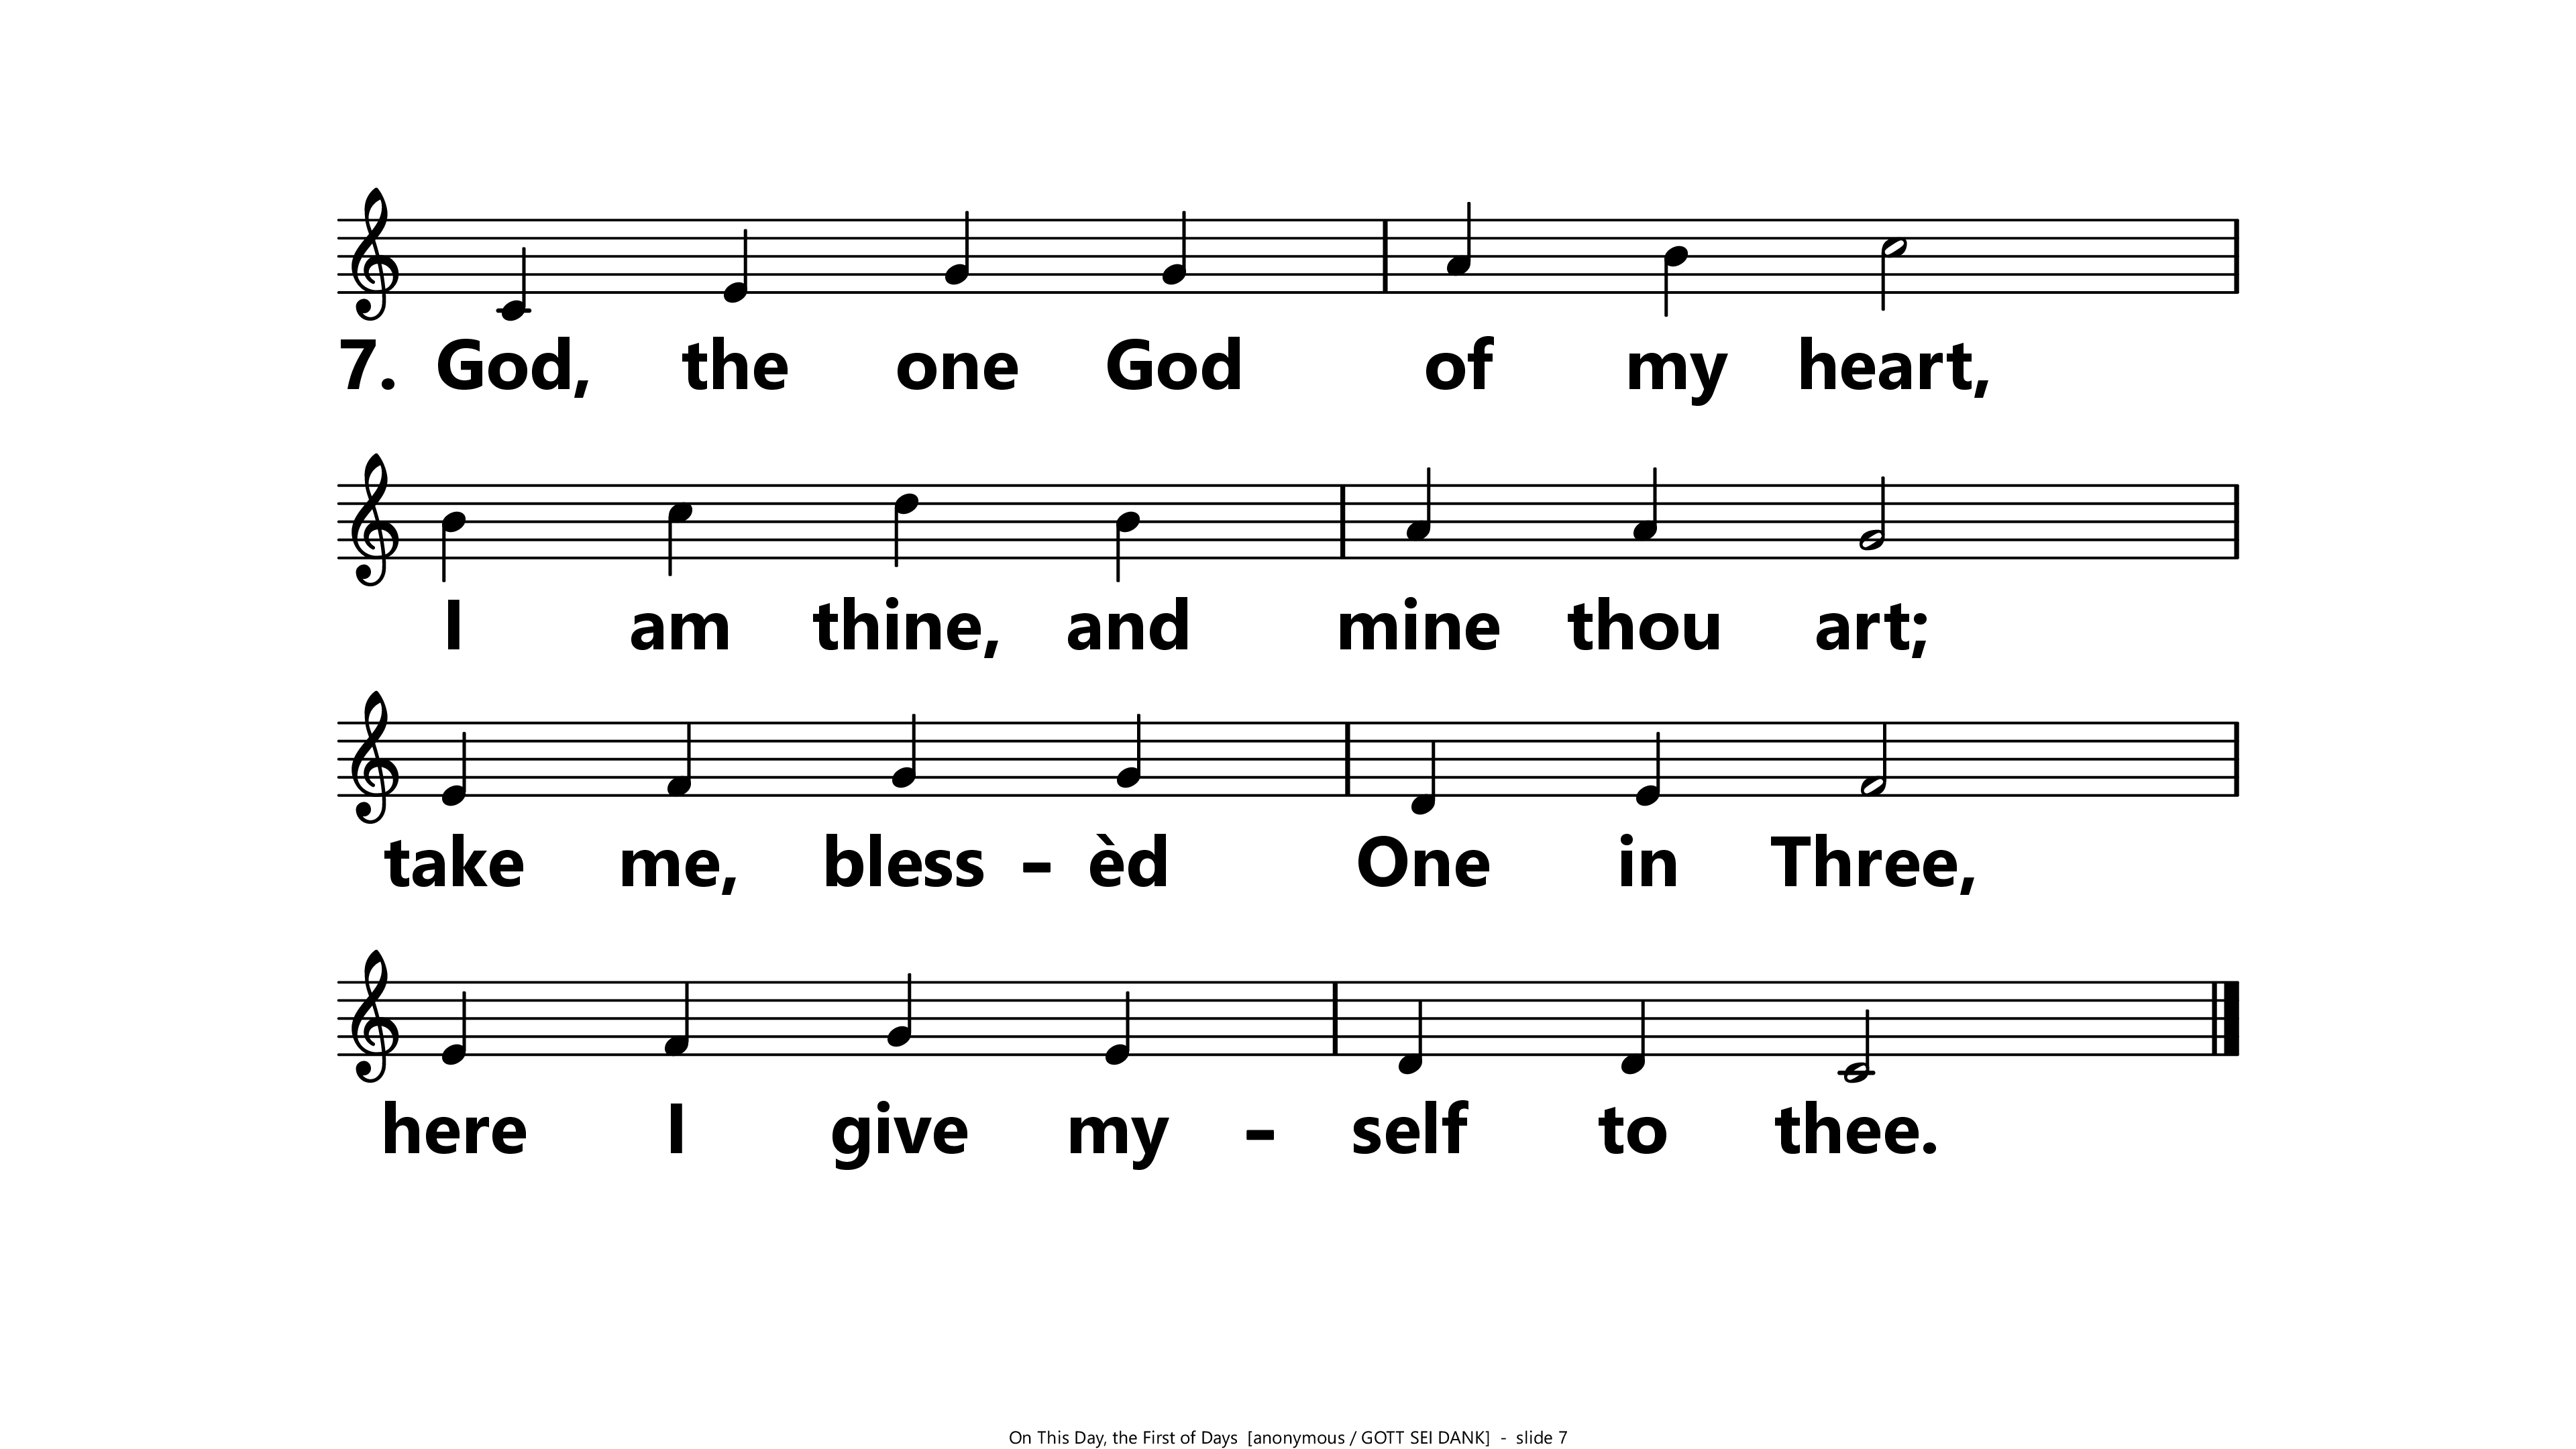 7. God, the one God of my heart,
I am thine, and mine thou art;
take me, bless - èd One in Three,
here I give my - self to thee.
On This Day, the First of Days [anonymous / GOTT SEI DANK] - slide 7